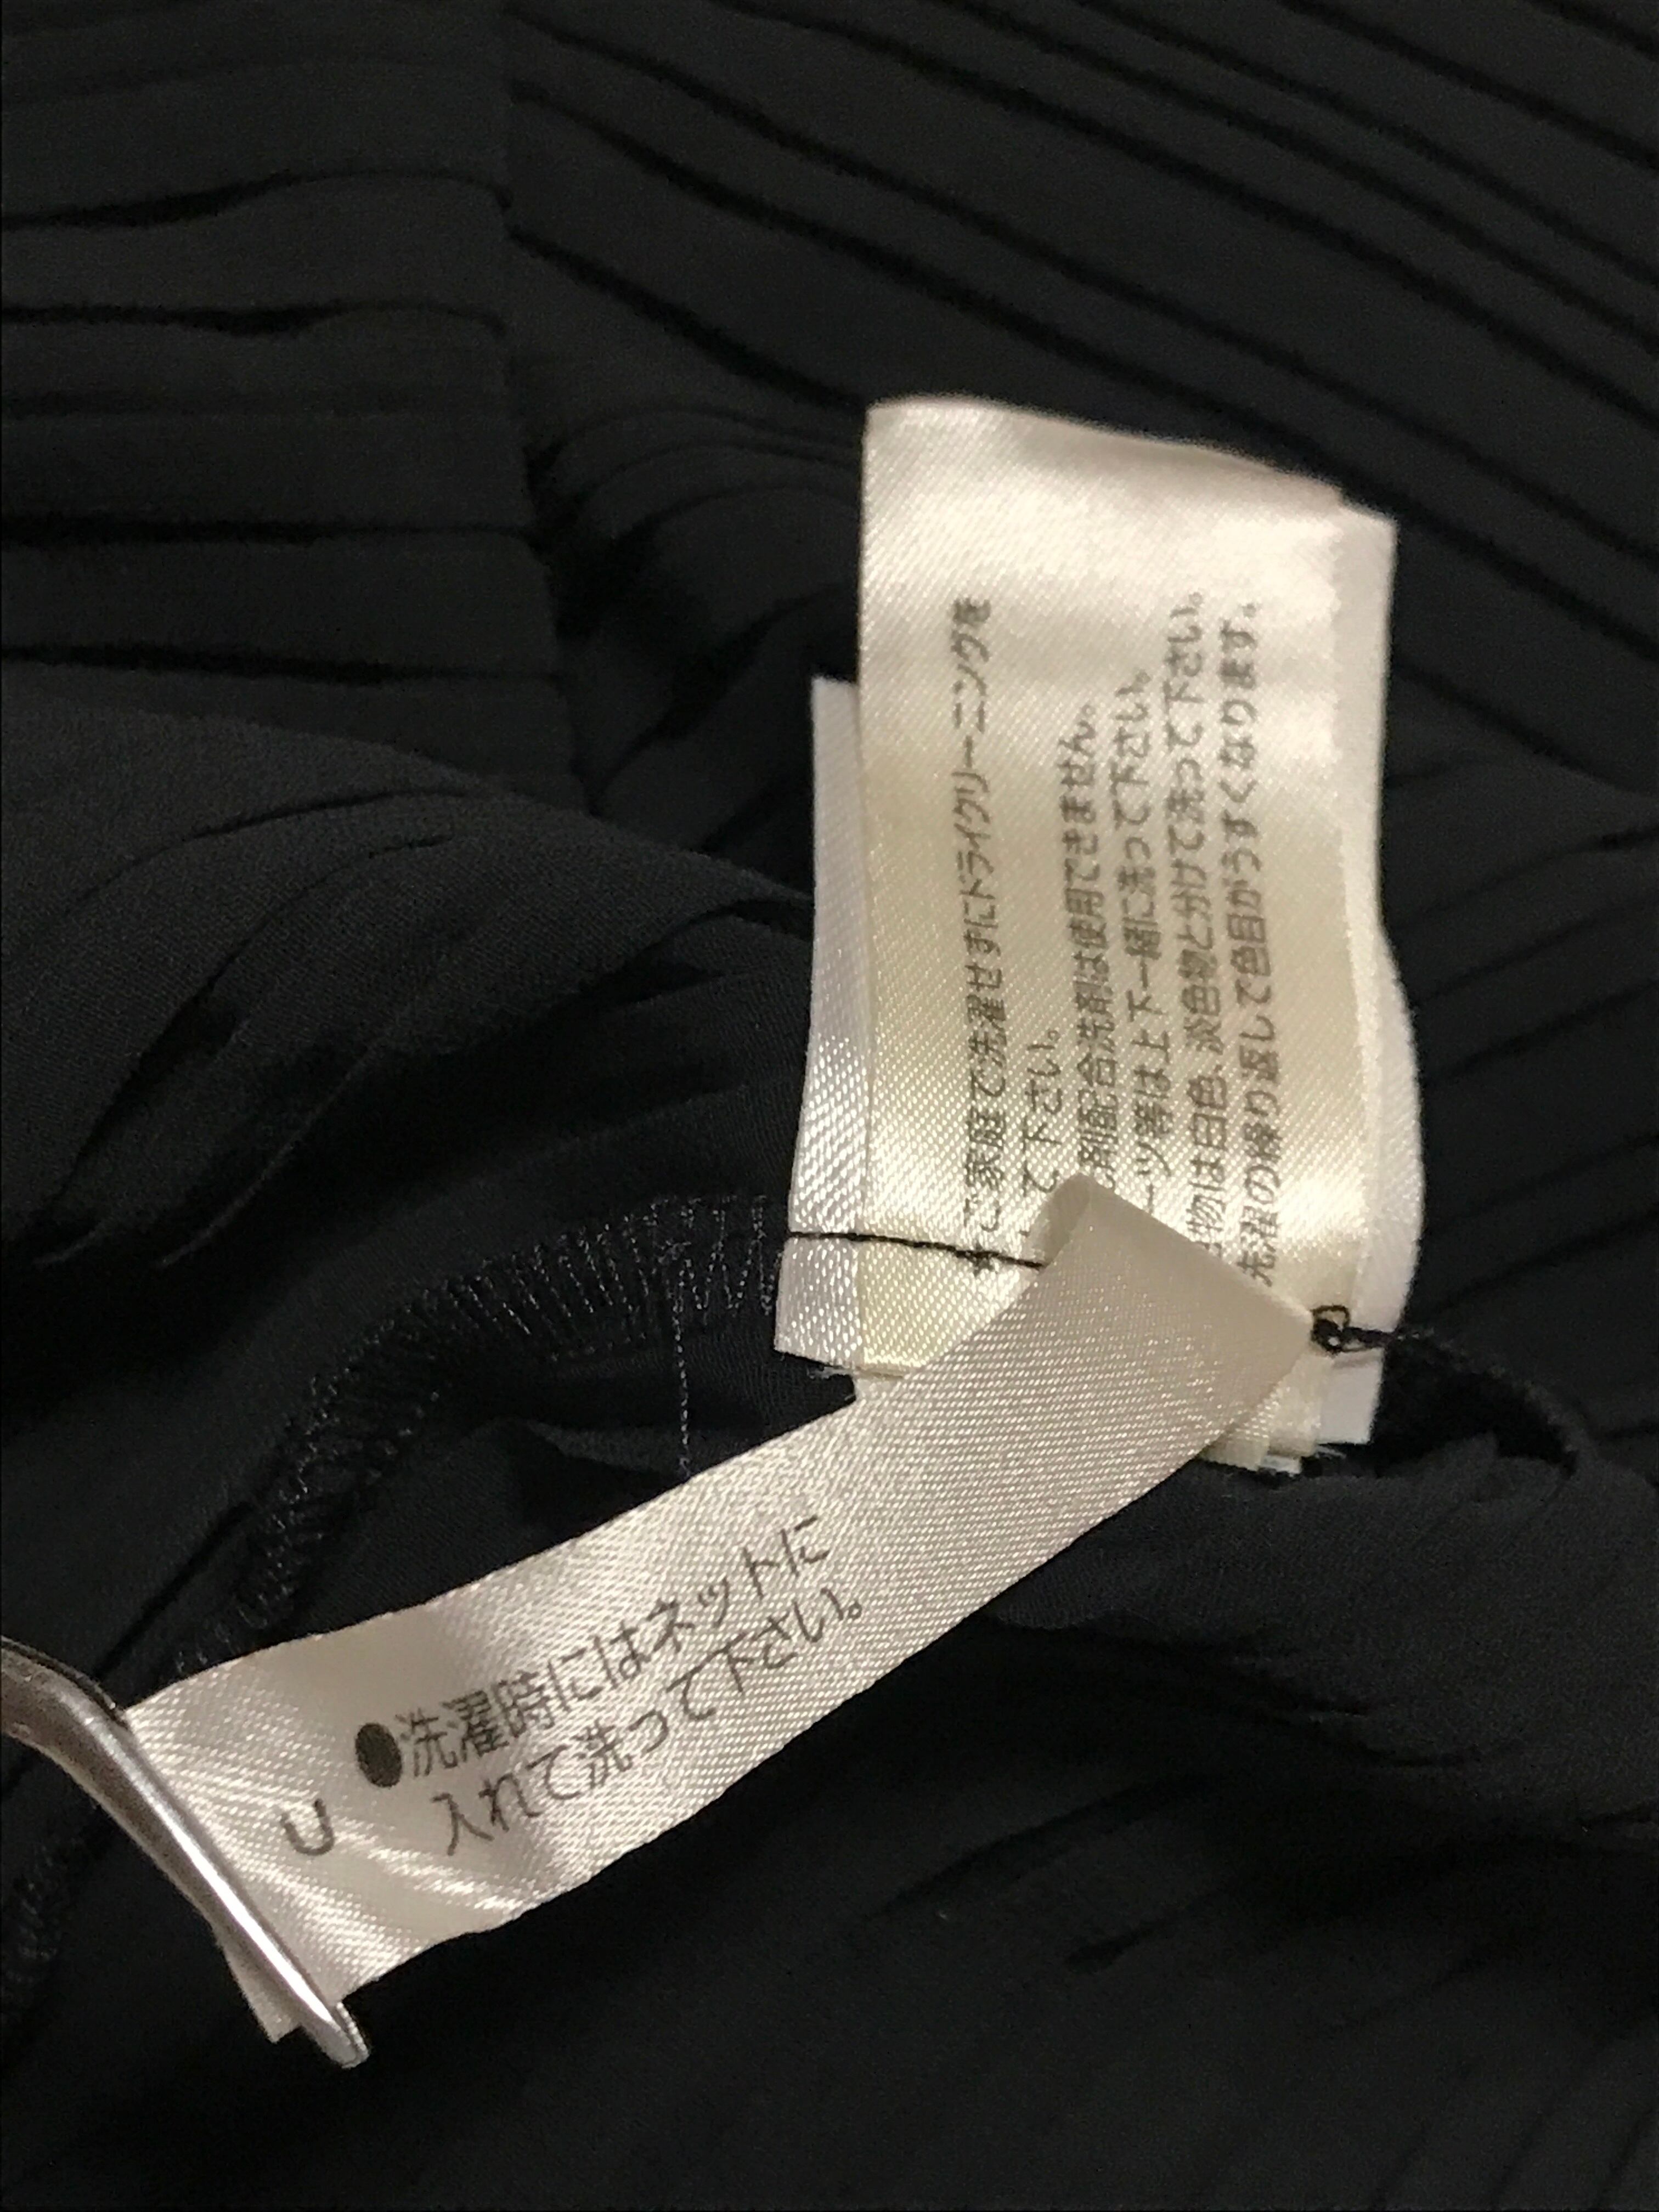 ご家庭で洗濯せずにドライクリーニングを
して下さい。
剤配合洗剤は使用できません。
ーツ等は上下一緒に洗って下さい。
物は白色、淡色物と分けて洗って下さい。
洗濯の繰り返しで色目がうすくなります。
●洗濯時にはネットに
入れて洗って下さい。
U